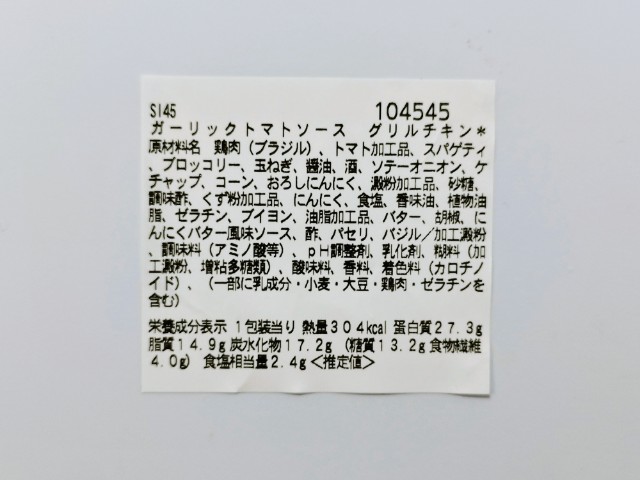 SI45 104545
ガーリックトマトソース グリルチキン*
原材料名 鶏肉(ブラジル)、トマト加工品、スパゲティ
、ブロッコリー、玉ねぎ、醤油、酒、ソテーオニオン、ケ
チャップ、コーン、おろしにんにく、澱粉加工品、砂糖、
調味酢、くず粉加工品、にんにく、食塩、香味油、植物油
脂、ゼラチン、ブイヨン、油脂加工品、バター、胡椒、に
んにくバター風味ソース、酢、パセリ、バジル/加工澱粉
、調味料(アミノ酸等)、pH調整剤、乳化剤、糊料(加
工澱粉、増粘多糖類)、酸味料、香料、着色料(カロチノ
イド)、(一部に乳成分・小麦・大豆・鶏肉・ゼラチンを
含む)
栄養成分表示 1包装当り 熱量304kcal 蛋白質27.3g
脂質14.9g 炭水化物17.2g (糖質13.2g 食物繊維
4.0g) 食塩相当量2.4g<推定値>